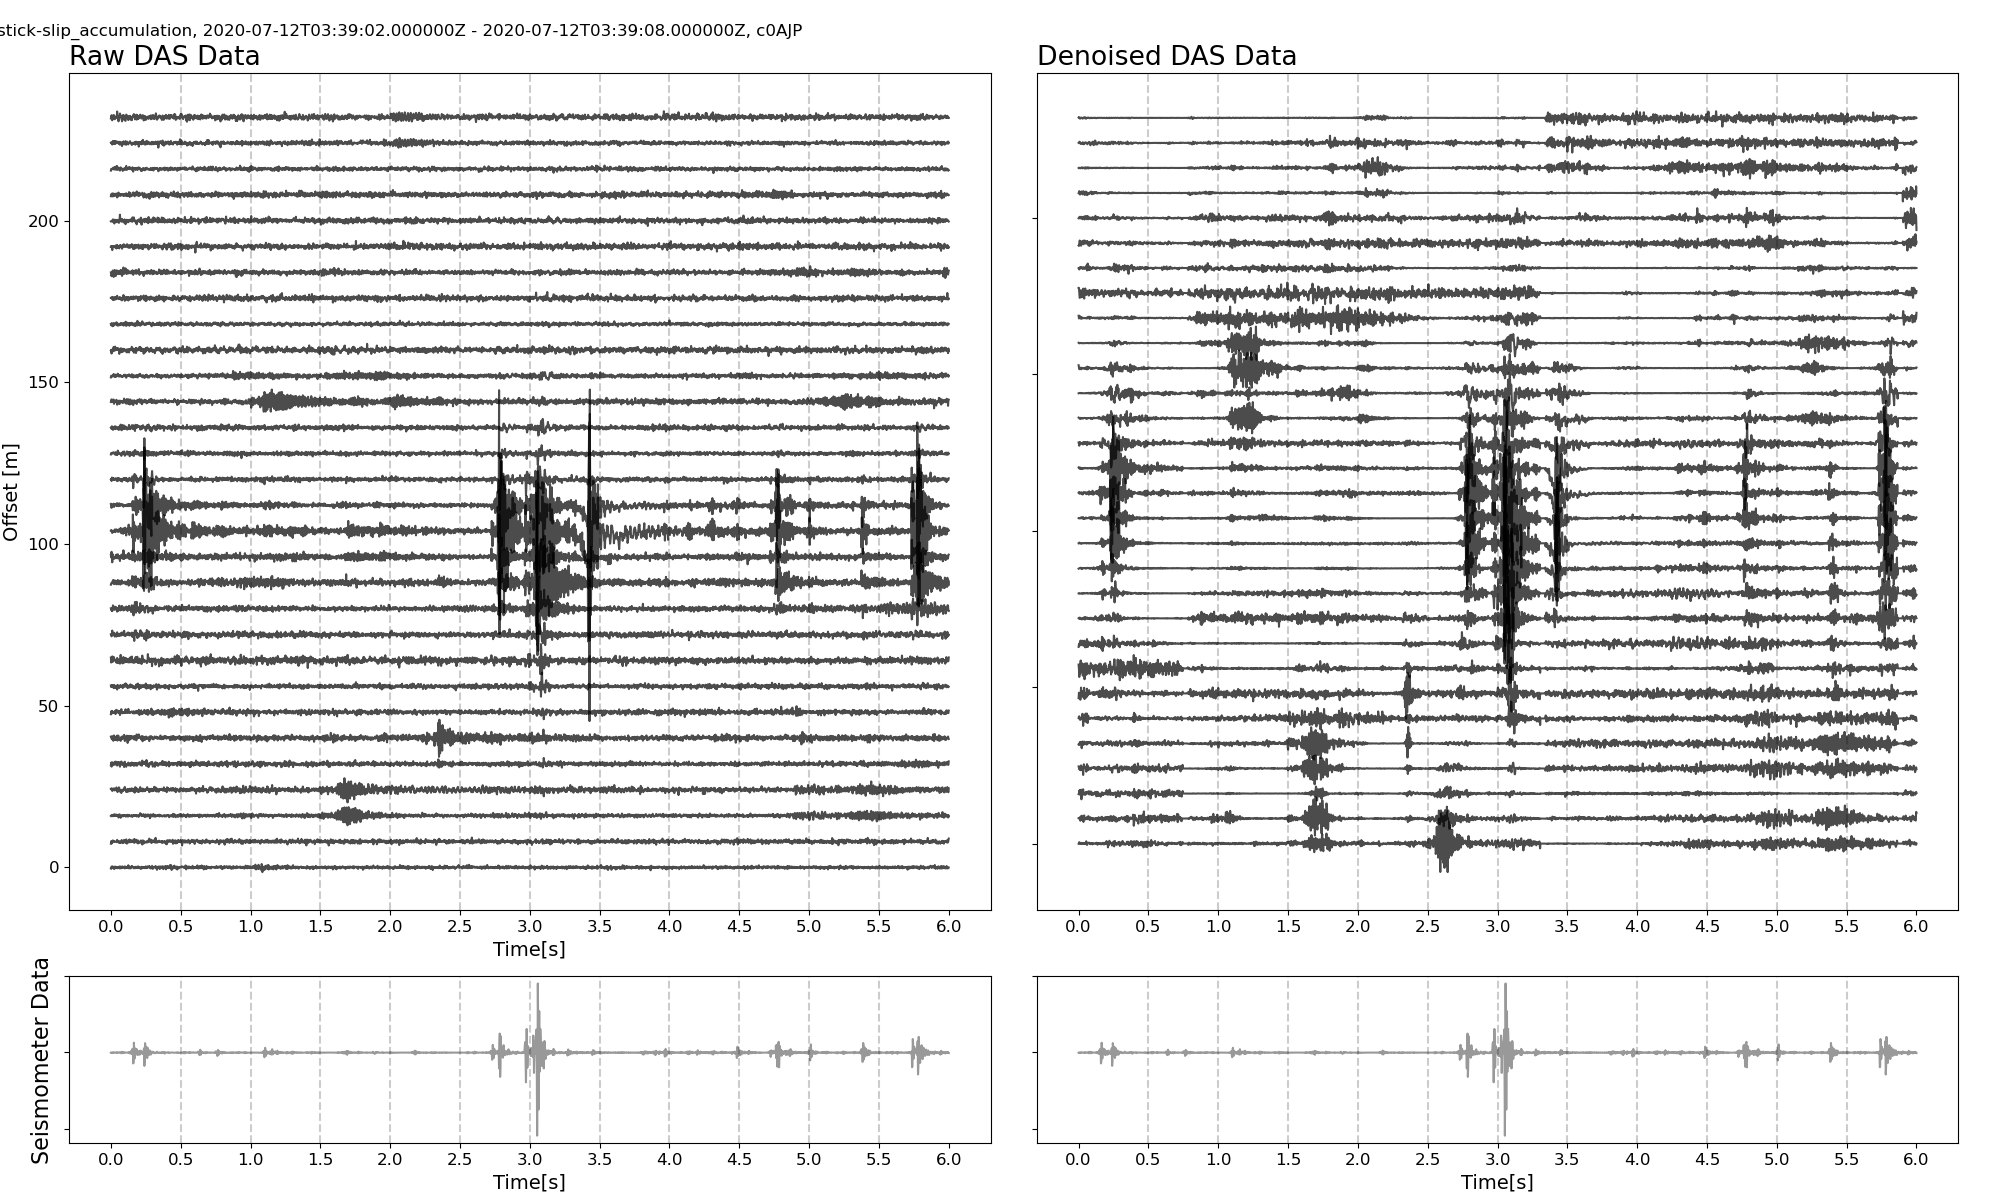 stick-slip_accumulation, 2020-07-12T03:39:02.000000Z - 2020-07-12T03:39:08.000000Z, c0AJP
Raw DAS Data
Offset [m]
200
150
100
50
0
0.0 0.5 1.0 1.5 2.0 2.5 3.0 3.5 4.0 4.5 5.0 5.5 6.0
Time[s]
Denoised DAS Data
0.0 0.5 1.0 1.5 2.0 2.5 3.0 3.5 4.0 4.5 5.0 5.5 6.0
Seismometer Data
0.0 0.5 1.0 1.5 2.0 2.5 3.0 3.5 4.0 4.5 5.0 5.5 6.0
Time[s]
0.0 0.5 1.0 1.5 2.0 2.5 3.0 3.5 4.0 4.5 5.0 5.5 6.0
Time[s]